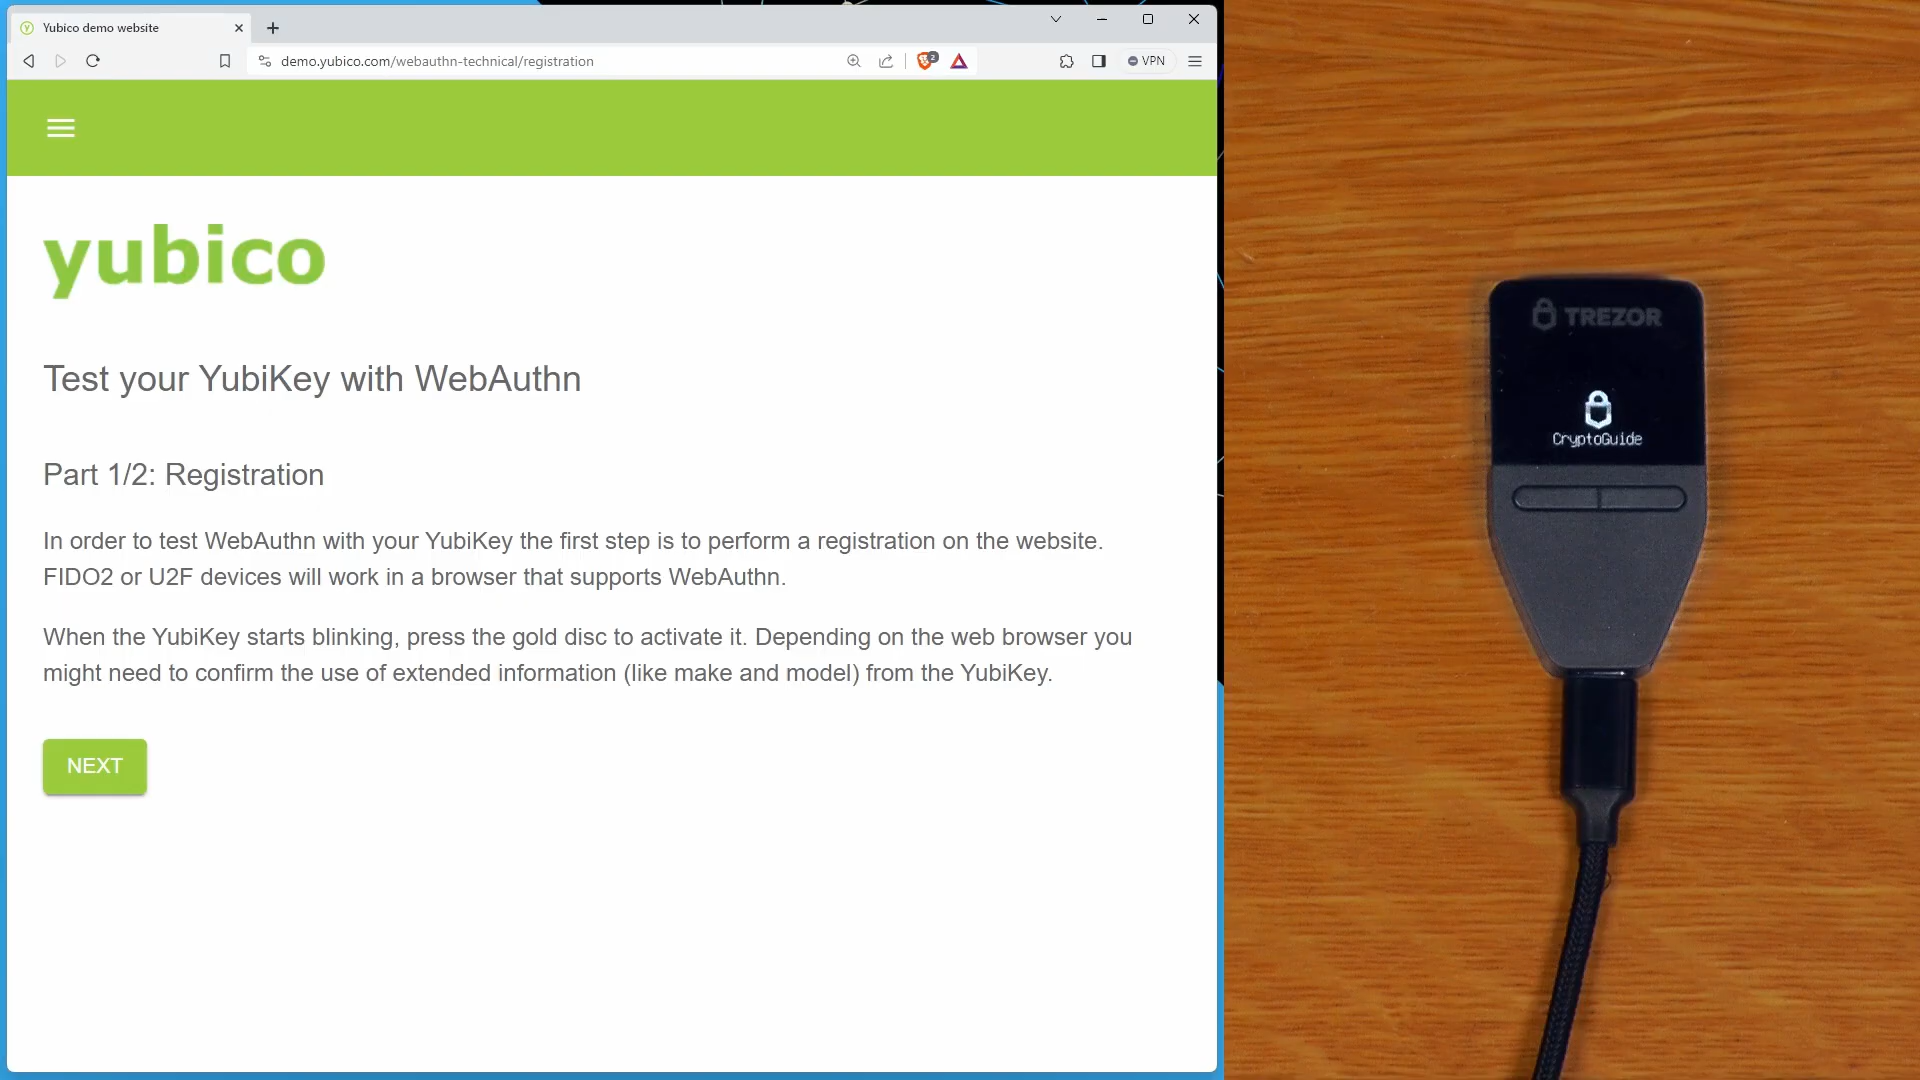 Yubico demo website
demo.yubico.com/webauthn-technical/registration
2
VPN
yubico
Test your YubiKey with WebAuthn
Part 1/2: Registration
In order to test WebAuthn with your YubiKey the first step is to perform a registration on the website.
FIDO2 or U2F devices will work in a browser that supports WebAuthn.
When the YubiKey starts blinking, press the gold disc to activate it. Depending on the web browser you
might need to confirm the use of extended information (like make and model) from the YubiKey.
NEXT
TREZOR
CryptoGuide